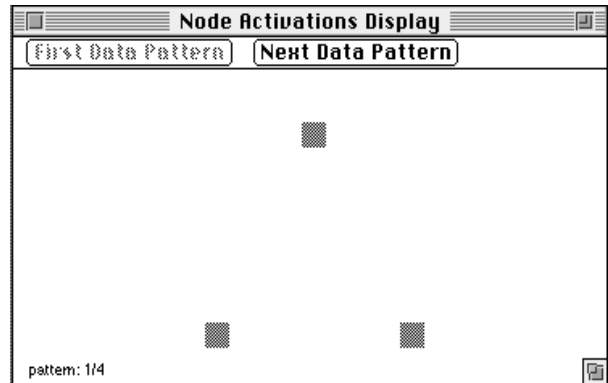 Node Activations Display
First Data Pattern Next Data Pattern
pattern: 1/4